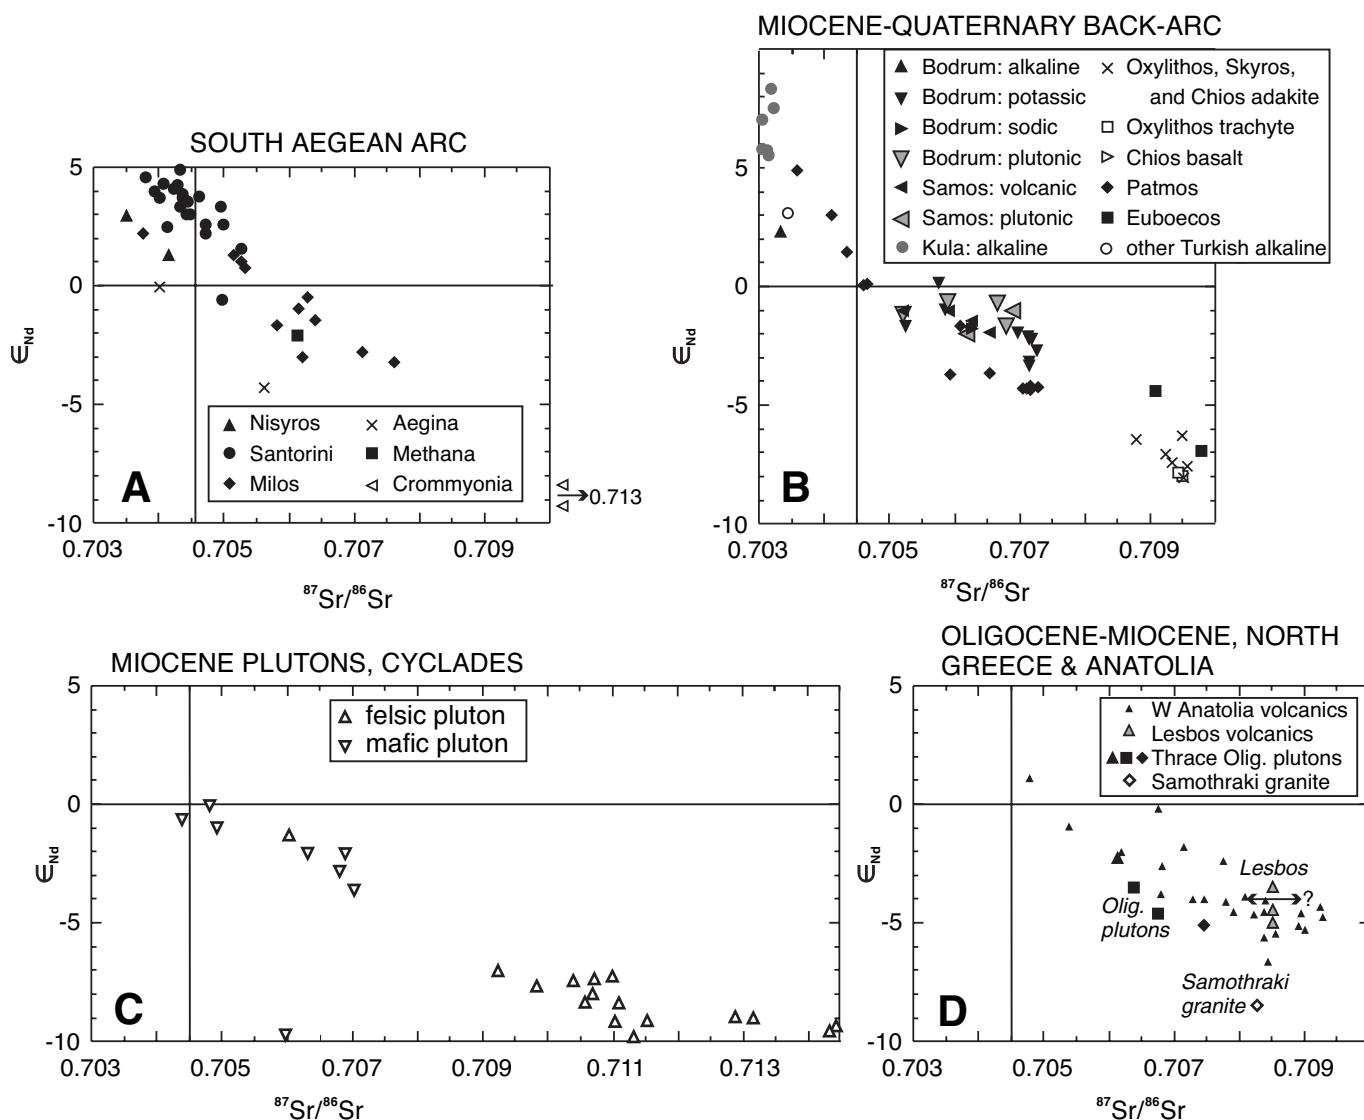 SOUTH AEGEAN ARC
5
0
-5
-10
ϵNd
Nisyros
Santorini
Milos
Aegina
Methana
Crommyonia
0.713
A
0.703
0.705
0.707
0.709
87Sr/86Sr
MIOCENE-QUATERNARY BACK-ARC
5
0
-5
-10
ϵNd
Bodrum: alkaline
Bodrum: potassic
Bodrum: sodic
Bodrum: plutonic
Samos: volcanic
Samos: plutonic
Kula: alkaline
Oxylithos, Skyros,
and Chios adakite
Oxylithos trachyte
Chios basalt
Patmos
Euboecos
other Turkish alkaline
B
0.703
0.705
0.707
0.709
87Sr/86Sr
MIOCENE PLUTONS, CYCLADES
5
0
-5
-10
ϵNd
felsic pluton
mafic pluton
C
0.703
0.705
0.707
0.709
0.711
0.713
87Sr/86Sr
OLIGOCENE-MIOCENE, NORTH
GREECE & ANATOLIA
5
0
-5
-10
ϵNd
W Anatolia volcanics
Lesbos volcanics
Thrace Olig. plutons
Samothraki granite
Lesbos
?
Olig.
plutons
Samothraki
granite
D
0.703
0.705
0.707
0.709
87Sr/86Sr